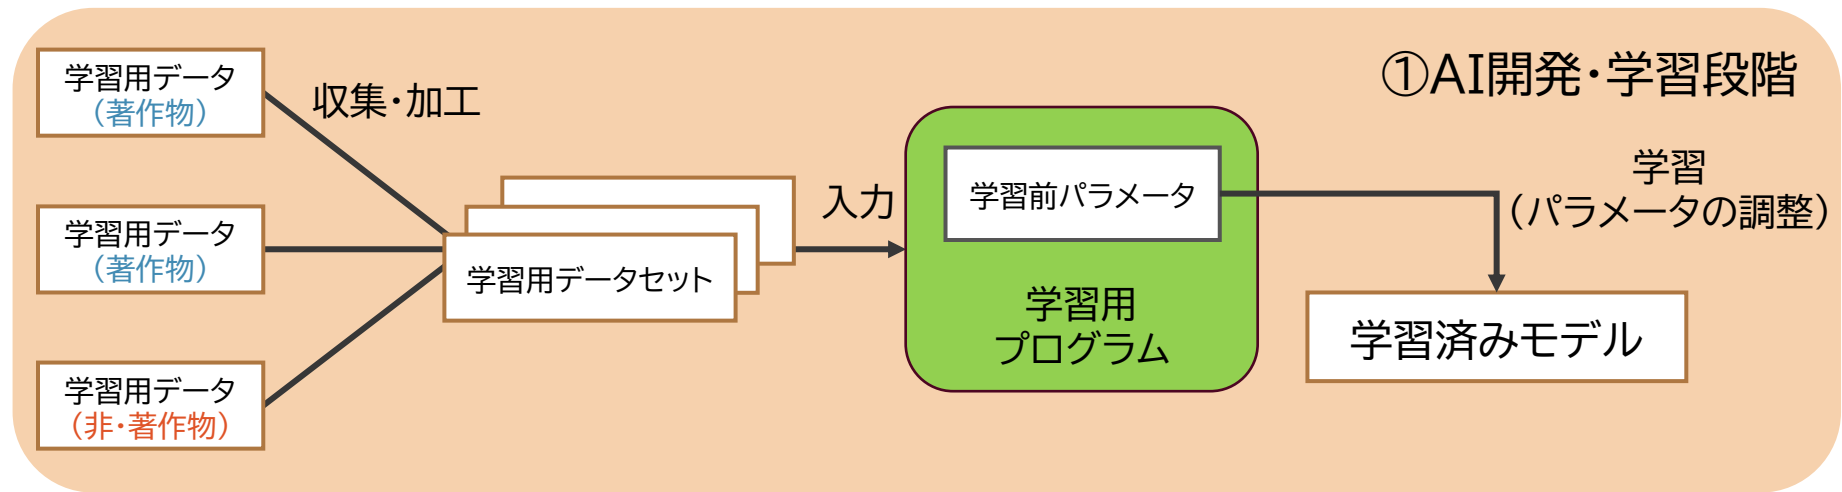 ①AI開発・学習段階
学習用データ
（著作物）
収集・加工
学習用データ
（著作物）
学習用データ
（非・著作物）
学習用データセット
入力
学習前パラメータ
学習用
プログラム
学習
（パラメータの調整）
学習済みモデル